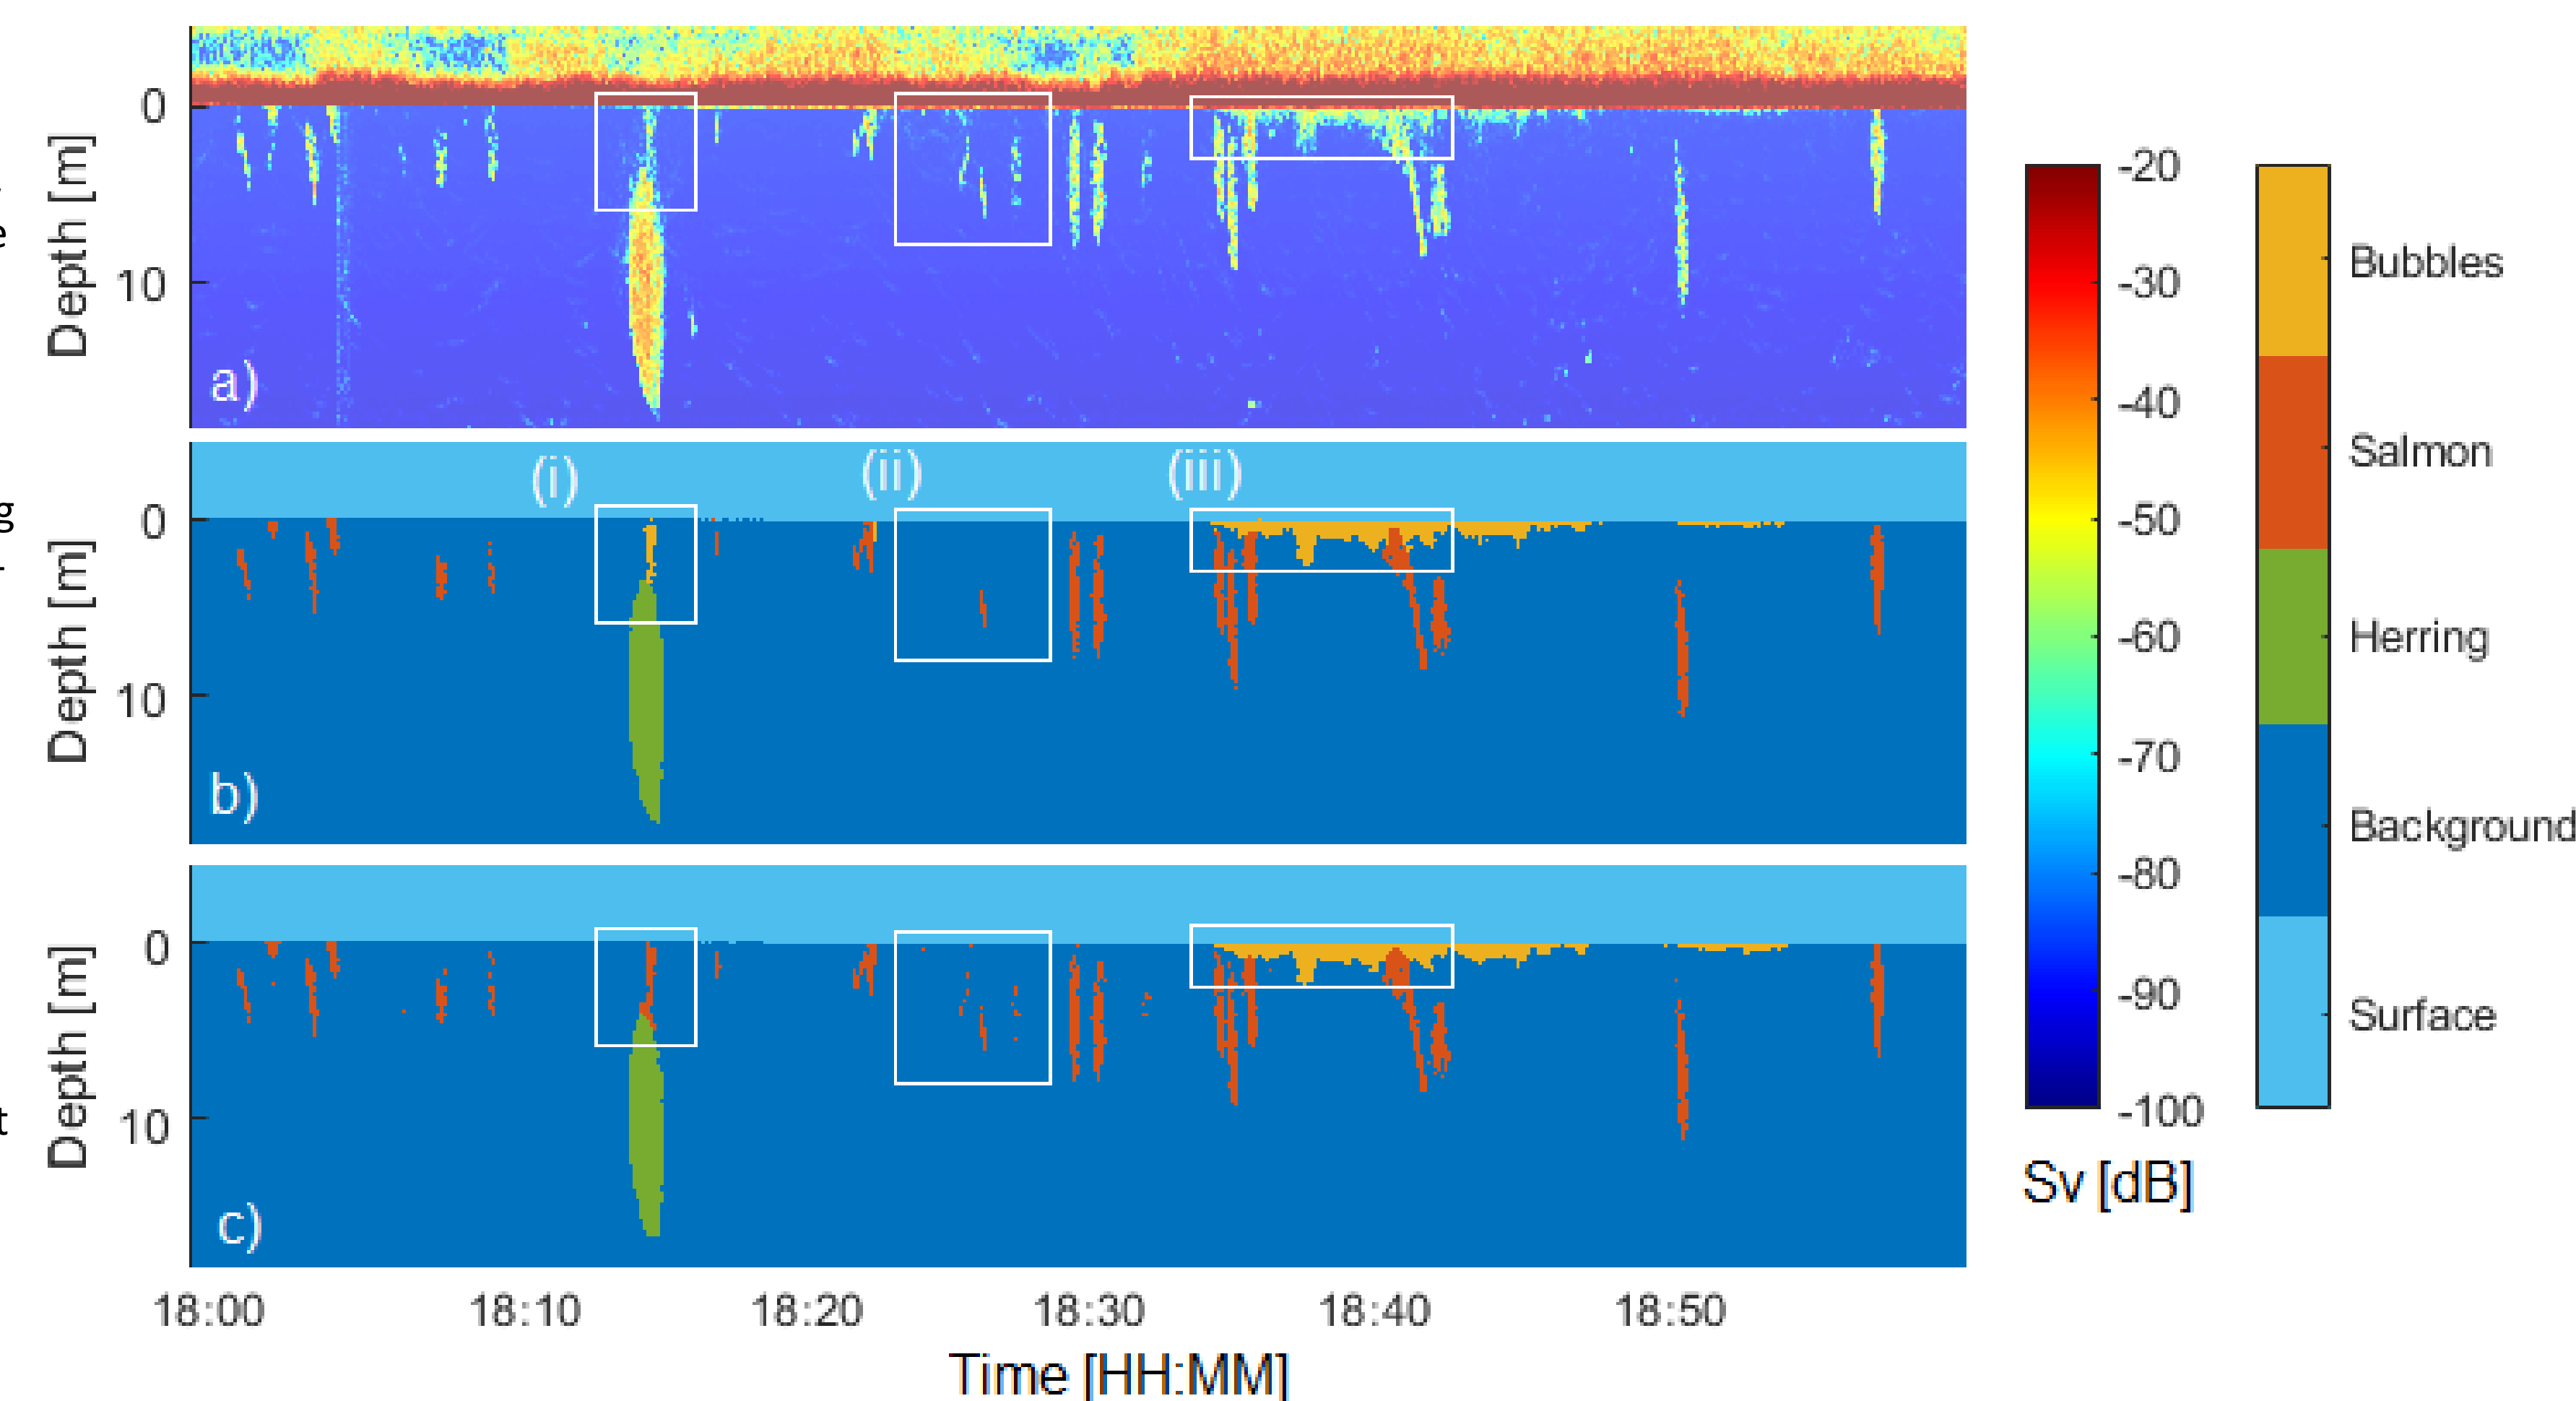 0
10
Depth [m]
a)
e
g
(i)
(ii)
(iii)
0
10
Depth [m]
b)
t
0
10
Depth [m]
c)
18:00
18:10
18:20
18:30
18:40
18:50
Time [HH:MM]
-20
-30
-40
-50
-60
-70
-80
-90
-100
Sv [dB]
Bubbles
Salmon
Herring
Background
Surface